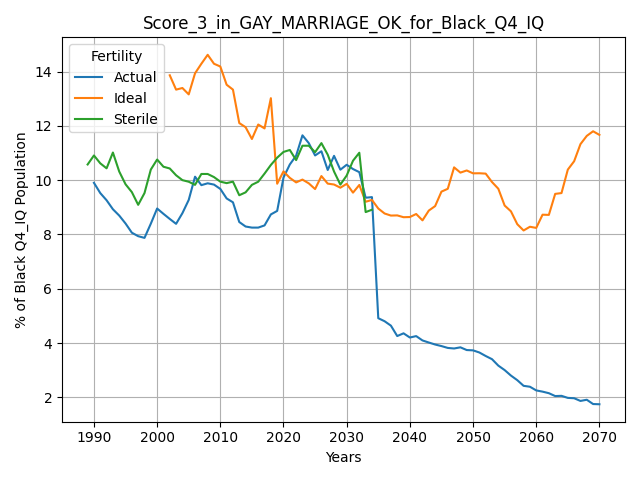 Score_3_in_GAY_MARRIAGE_OK_for_Black_Q4_IQ
Fertility
Actual
Ideal
Sterile
% of Black Q4_IQ Population
14
12
10
8
6
4
2
1990 2000 2010 2020 2030 2040 2050 2060 2070
Years